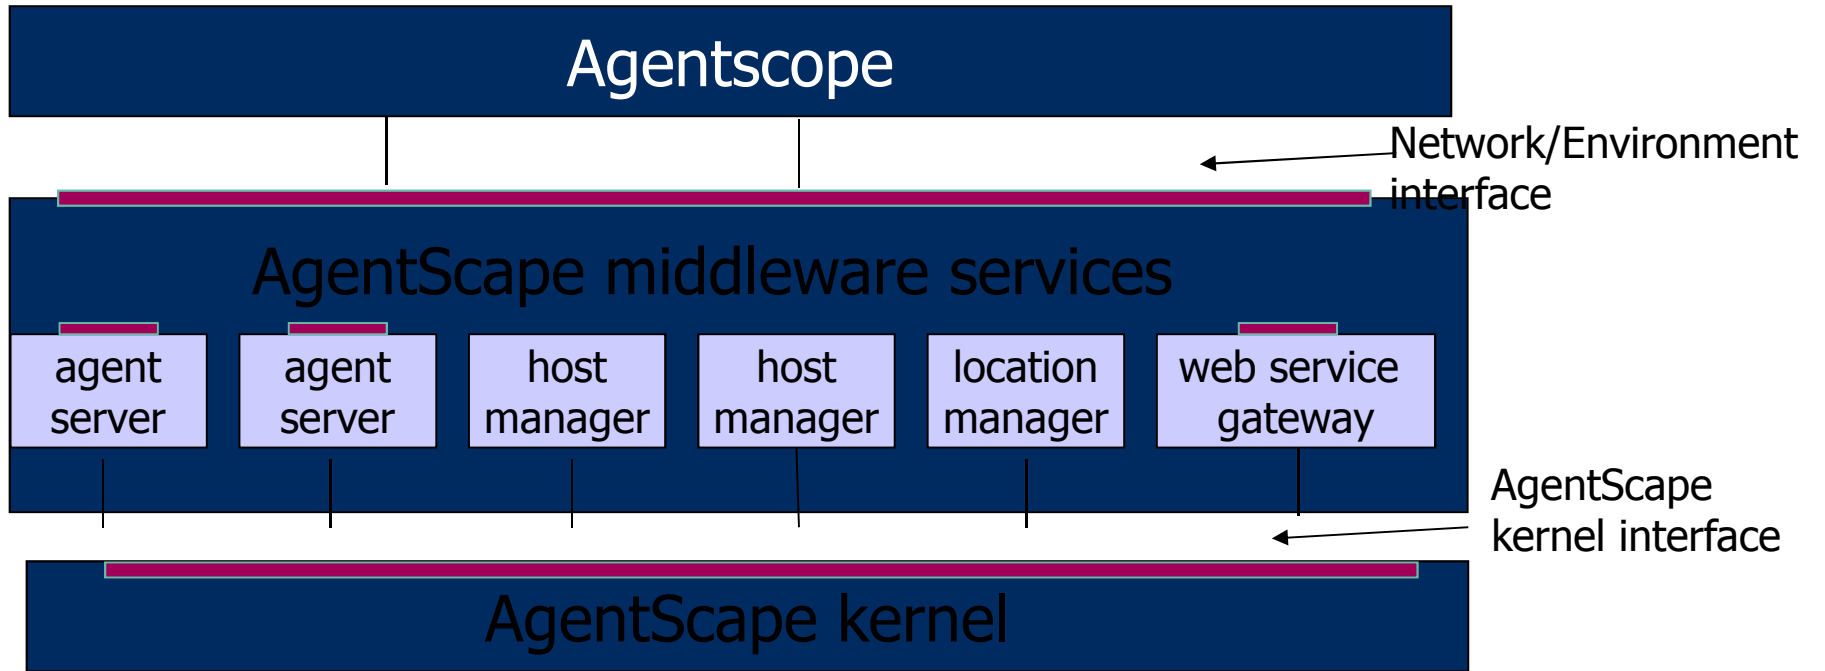 Agentscope
Network/Environment
interface
AgentScape middleware services
agent
server
agent
server
host
manager
host
manager
location
manager
web service
gateway
AgentScape
kernel interface
AgentScape kernel